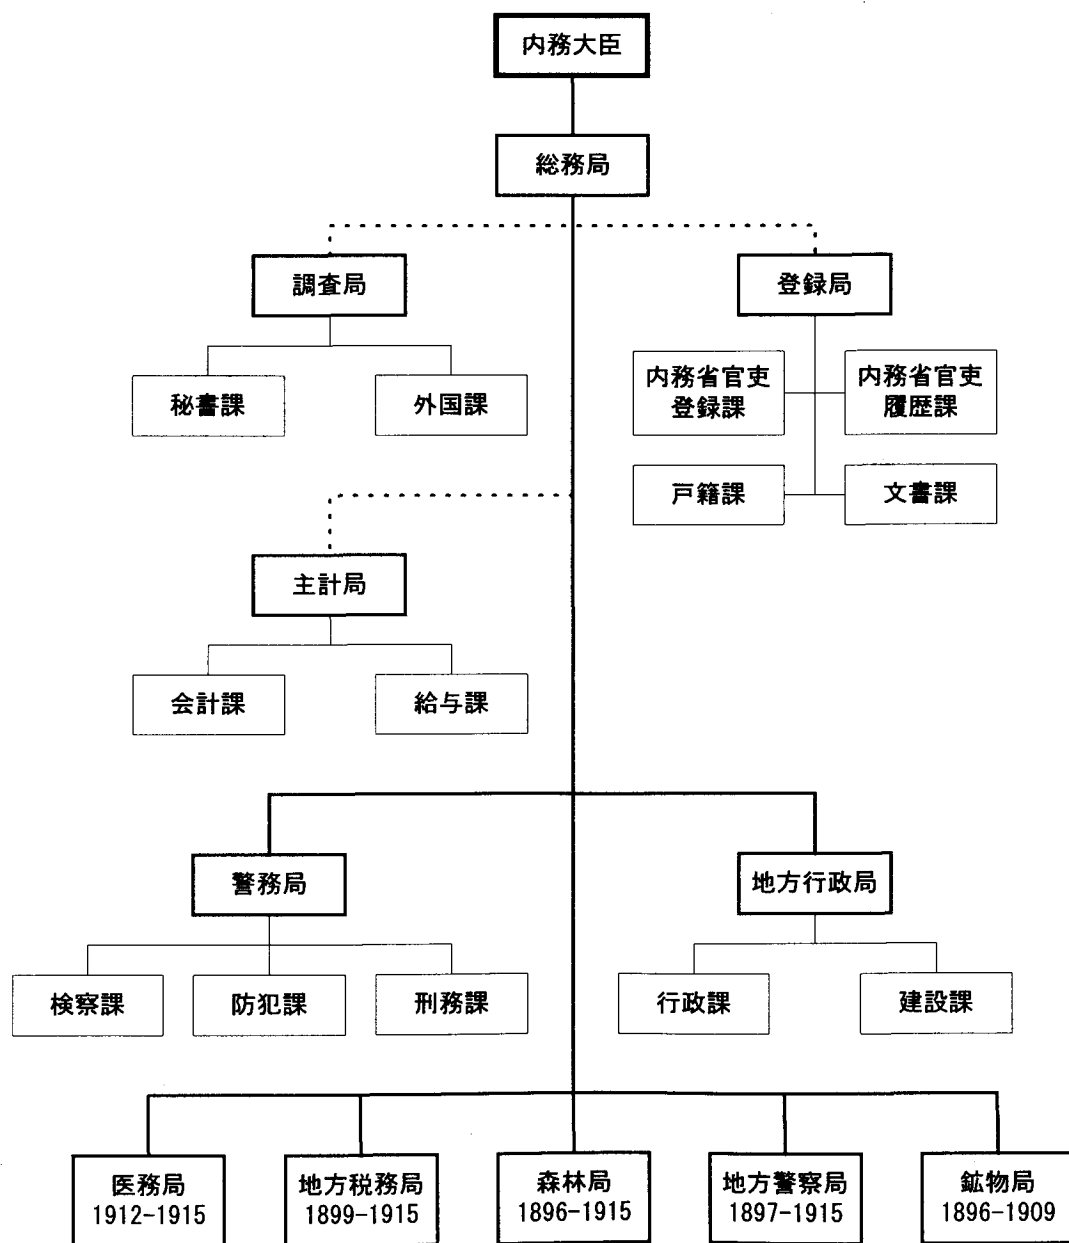 内務大臣
総務局
調査局
登録局
秘書課
外国課
内務省官吏
登録課
内務省官吏
履歴課
戸籍課
文書課
主計局
会計課
給与課
警務局
地方行政局
検察課
防犯課
刑務課
行政課
建設課
医務局
1912-1915
地方税務局
1899-1915
森林局
1896-1915
地方警察局
1897-1915
鉱物局
1896-1909